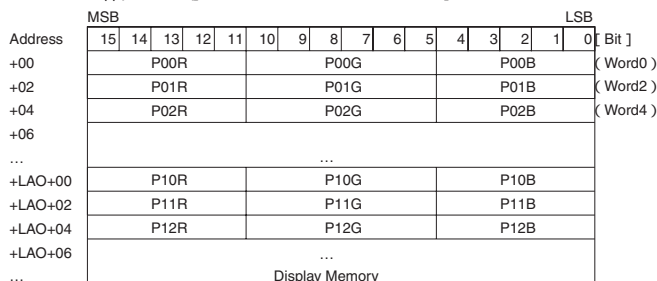 MSB LSB
Address 15 14 13 12 11 10 9 8 7 6 5 4 3 2 1 0 [ Bit ]
+00 P00R P00G P00B ( Word0 )
+02 P01R P01G P01B ( Word2 )
+04 P02R P02G P02B ( Word4 )
+06
… …
+LAO+00 P10R P10G P10B
+LAO+02 P11R P11G P11B
+LAO+04 P12R P12G P12B
+LAO+06 …
… Display Memory